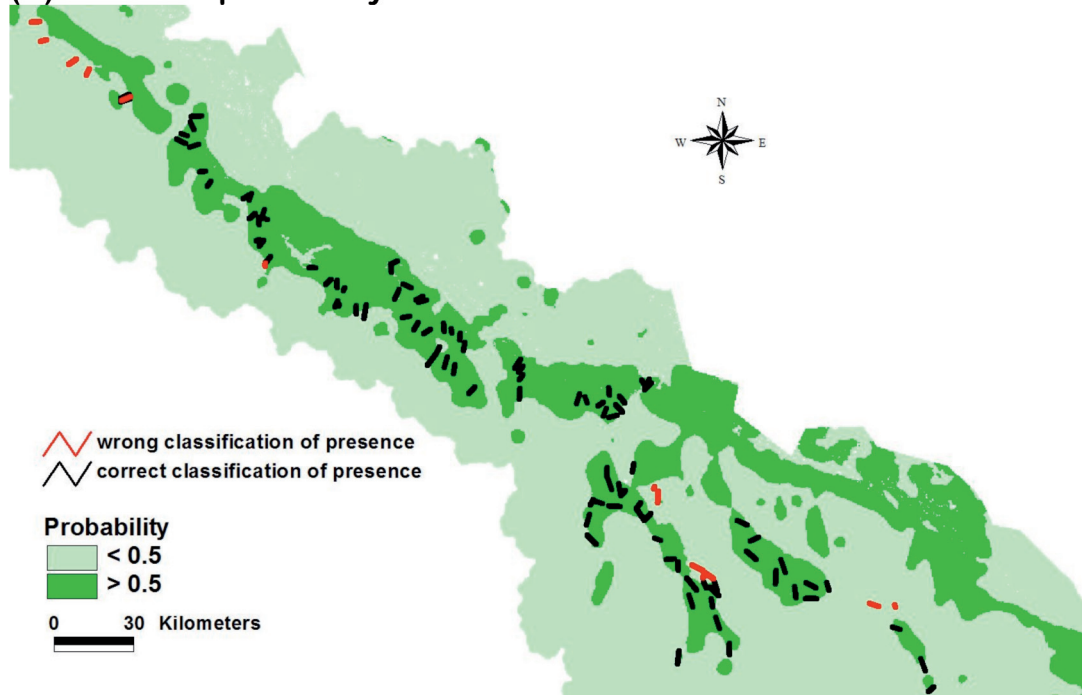 N
W E
S
wrong classification of presence
correct classification of presence
Probability
< 0.5
> 0.5
0 30 Kilometers